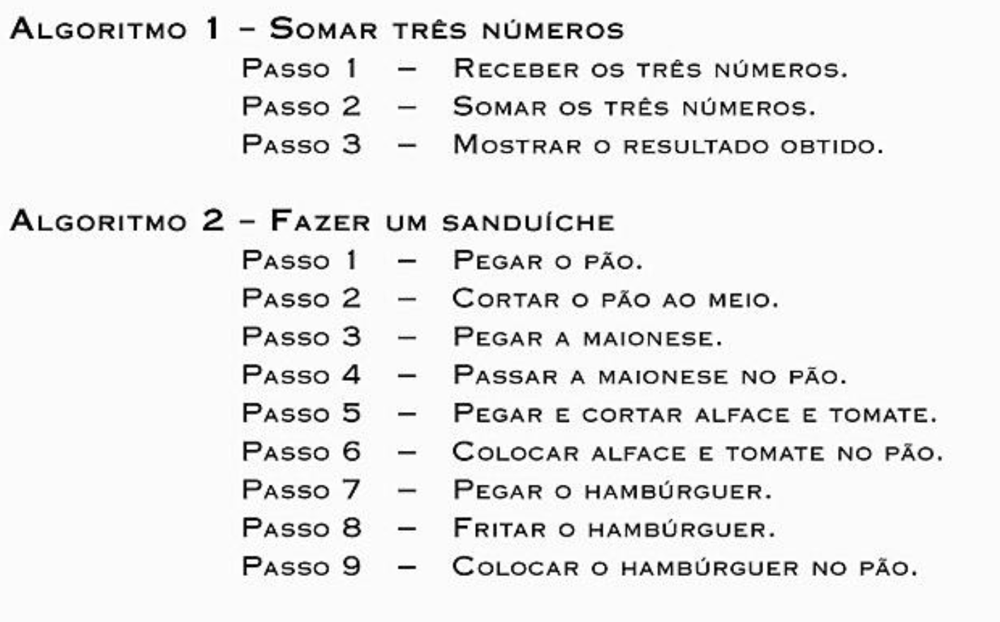 Algoritmo 1 – Somar três números
Passo 1 – Receber os três números.
Passo 2 – Somar os três números.
Passo 3 – Mostrar o resultado obtido.
Algoritmo 2 – Fazer um sanduíche
Passo 1 – Pegar o pão.
Passo 2 – Cortar o pão ao meio.
Passo 3 – Pegar a maionese.
Passo 4 – Passar a maionese no pão.
Passo 5 – Pegar e cortar alface e tomate.
Passo 6 – Colocar alface e tomate no pão.
Passo 7 – Pegar o hambúrguer.
Passo 8 – Fritar o hambúrguer.
Passo 9 – Colocar o hambúrguer no pão.